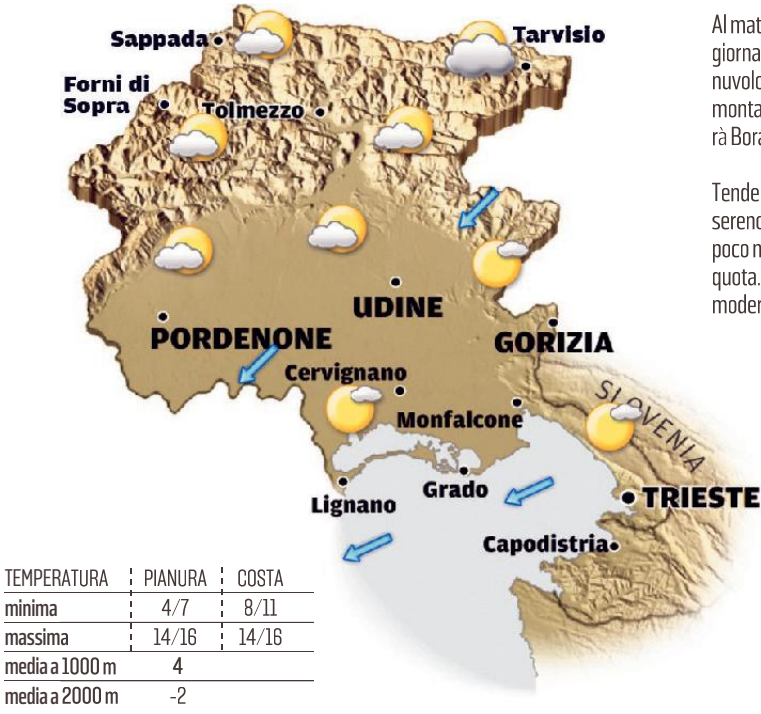 Sappada
Tarvisio
Forni di
Sopra
Tolmezzo
UDINE
PORDENONE
GORIZIA
Cervignano
SLOVENIA
Monfalcone
Grado
Lignano
TRIESTE
Capodistria
TEMPERATURA PIANURA COSTA
minima 4/7 8/11
massima 14/16 14/16
media a 1000 m 4
media a 2000 m -2
Al mat
giorna
nuvolo
monta
rà Bora
Tende
seren
poco m
quota.
moder